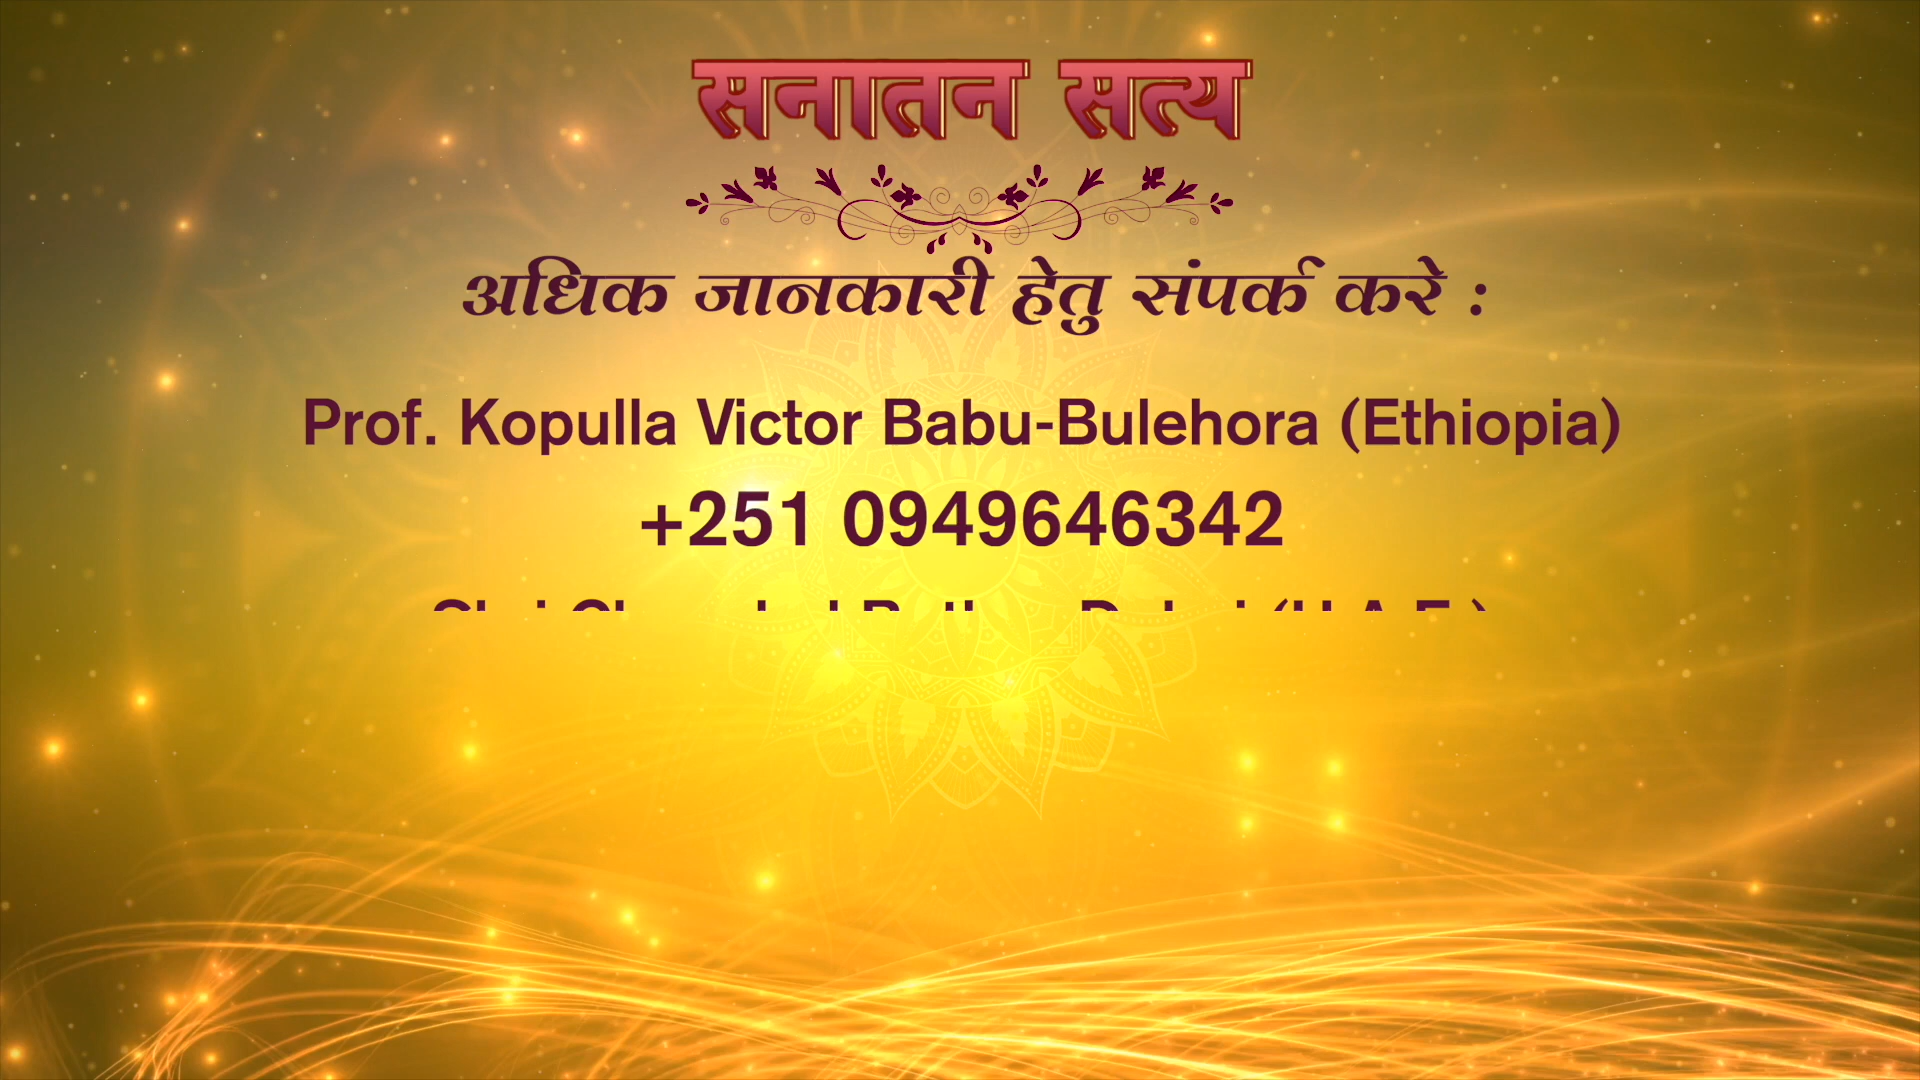 सनातन सत्य
अधिक जानकारी हेतु संपर्क करे :
Prof. Kopulla Victor Babu-Bulehora (Ethiopia)
+251 0949646342